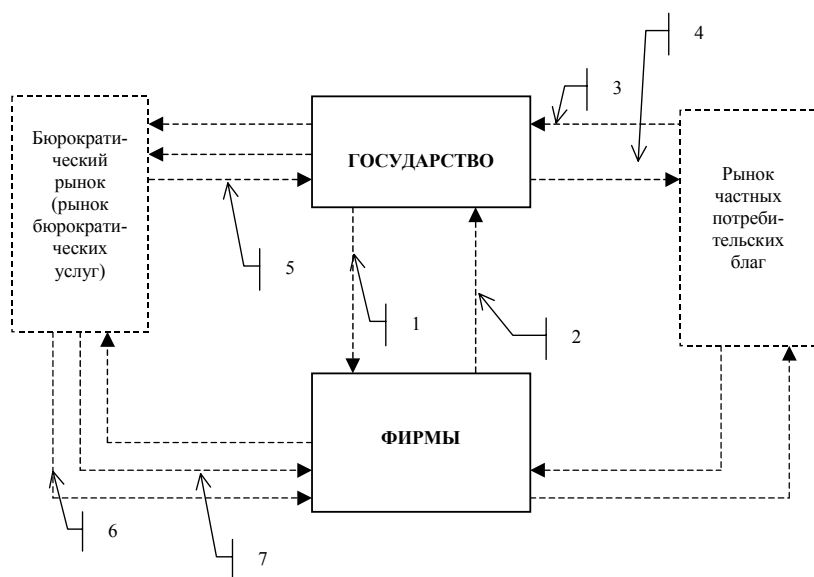 4
3
Бюрократи-
ческий
рынок
(рынок
бюрократи-
ческих
услуг)
ГОСУДАРСТВО
Рынок
частных
потреби-
тельских
благ
5
1
2
ФИРМЫ
6
7